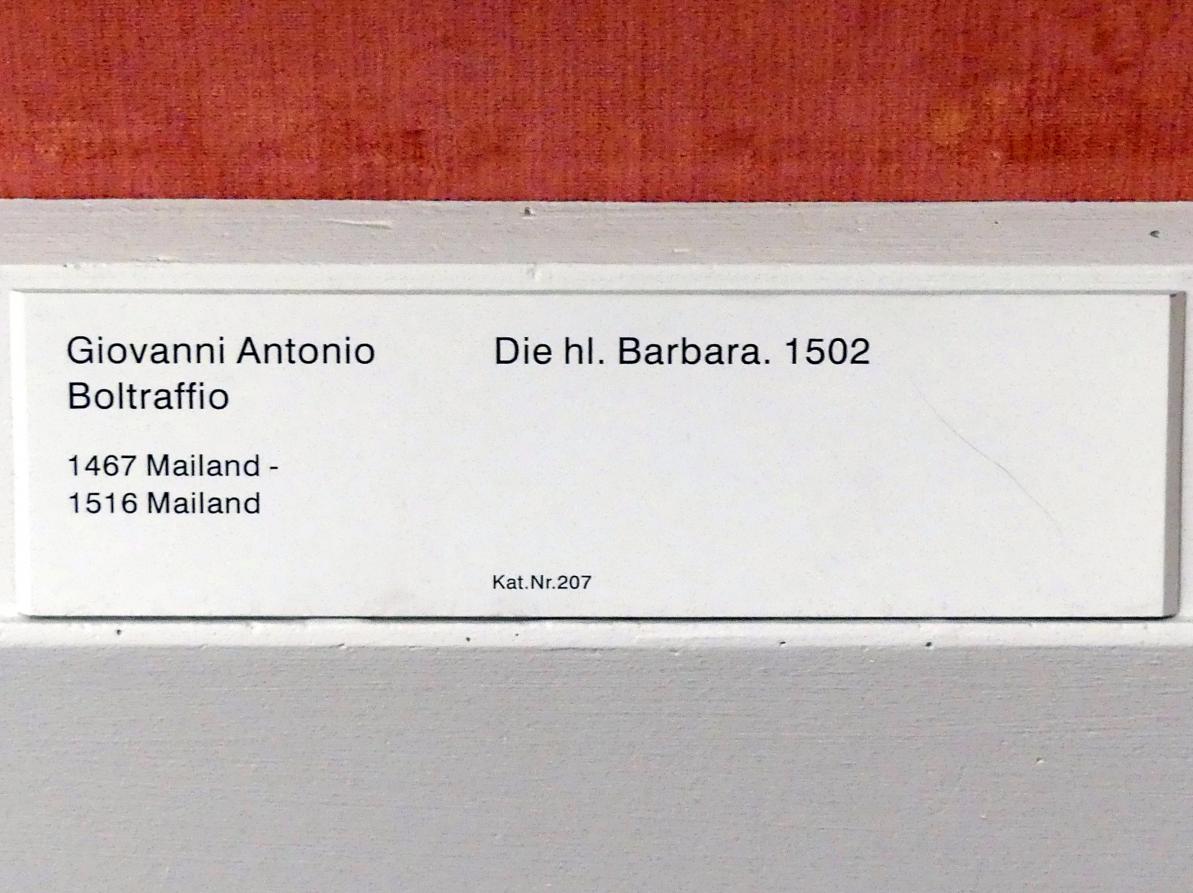 Giovanni Antonio
Boltraffio
1467 Mailand -
1516 Mailand
Die hl. Barbara. 1502
Kat.Nr.207